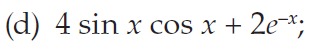 (d) 4 sin x cos x + 2e⁻ˣ;